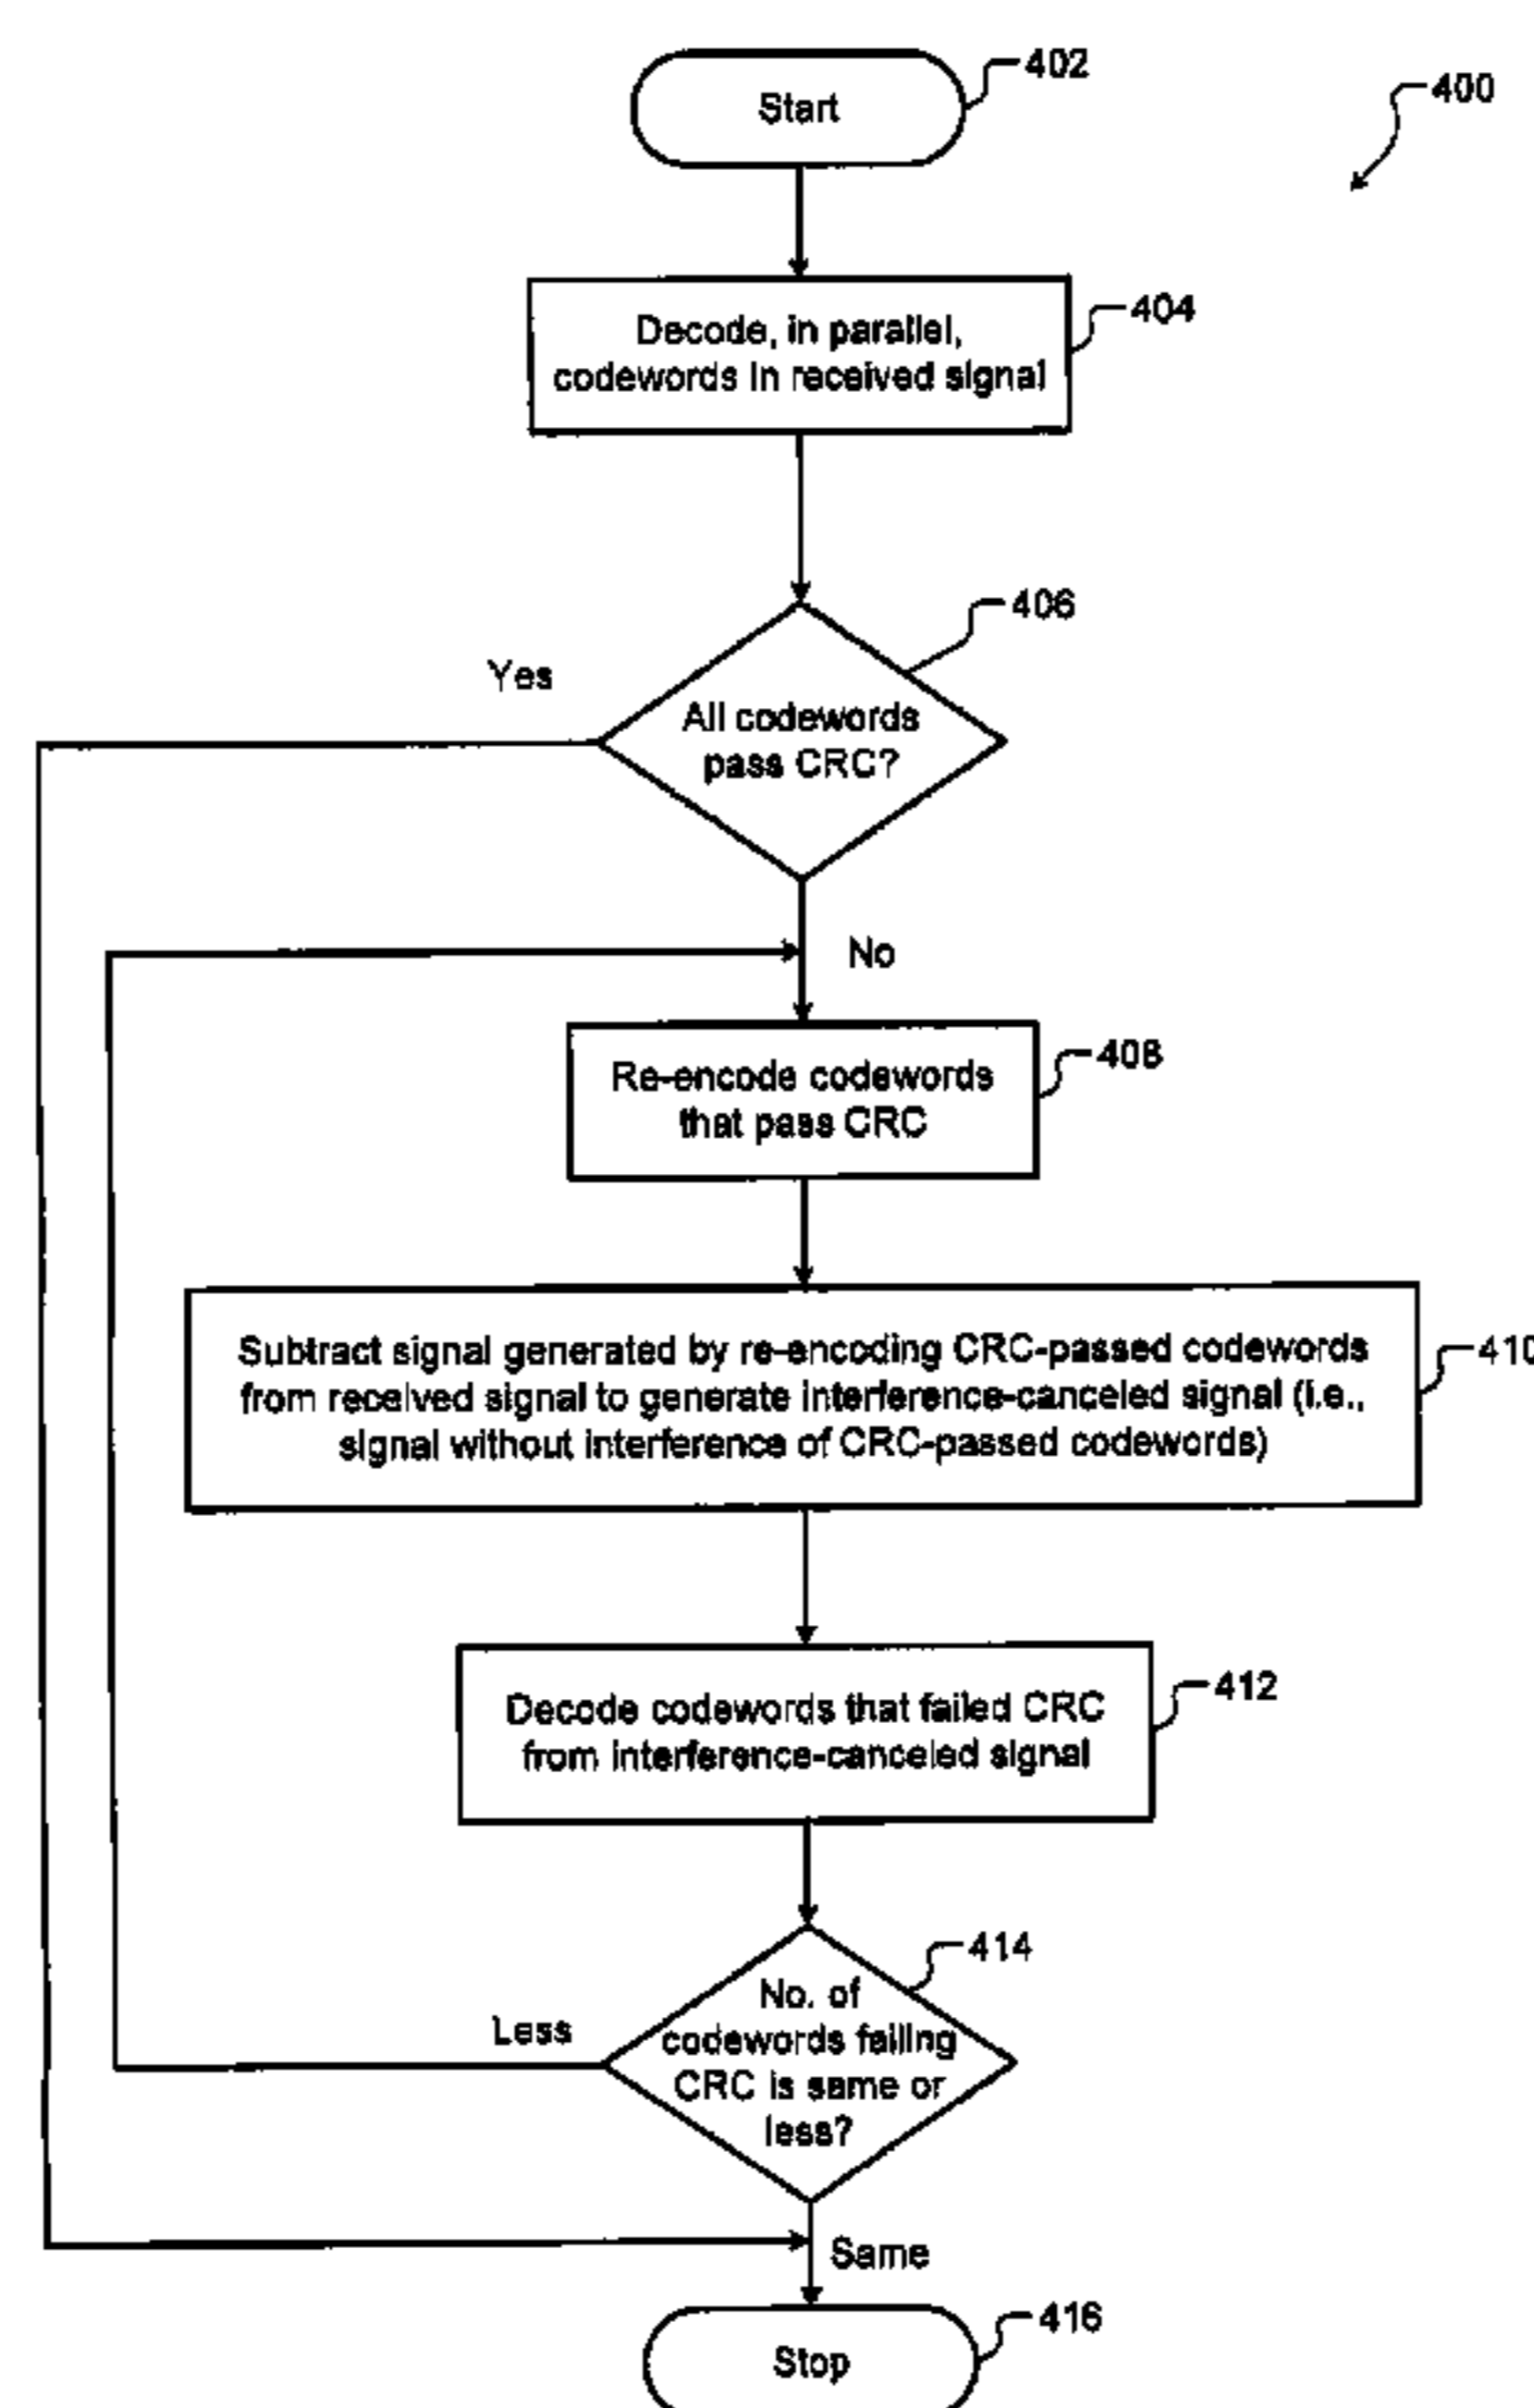 Start
402
400
Decode, in parallel,
codewords in received signal
404
406
Yes
All codewords
pass CRC?
No
Re-encode codewords
that pass CRC
408
Subtract signal generated by re-encoding CRC-passed codewords
from received signal to generate interference-canceled signal (i.e.,
signal without interference of CRC-passed codewords)
410
Decode codewords that failed CRC
from interference-canceled signal
412
414
Less
No. of
codewords failing
CRC is same or
less?
Same
Stop
416